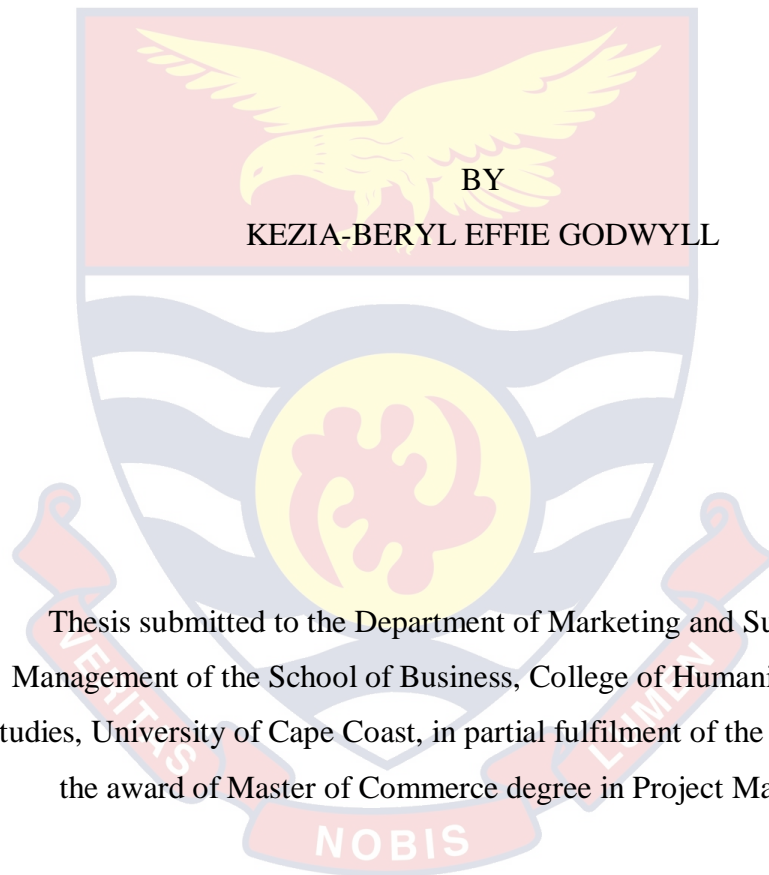 BY
KEZIA-BERYL EFFIE GODWYLL
Thesis submitted to the Department of Marketing and Su
Management of the School of Business, College of Humani
tudies, University of Cape Coast, in partial fulfilment of the
the award of Master of Commerce degree in Project Ma
VERITAS
NOBIS
LUMEN